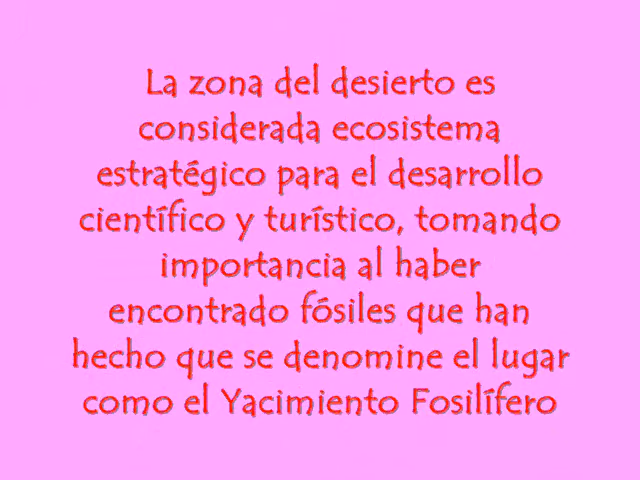 La zona del desierto es
considerada ecosistema
estratégico para el desarrollo
científico y turístico, tomando
importancia al haber
encontrado fósiles que han
hecho que se denomine el lugar
como el Yacimiento Fosilífero